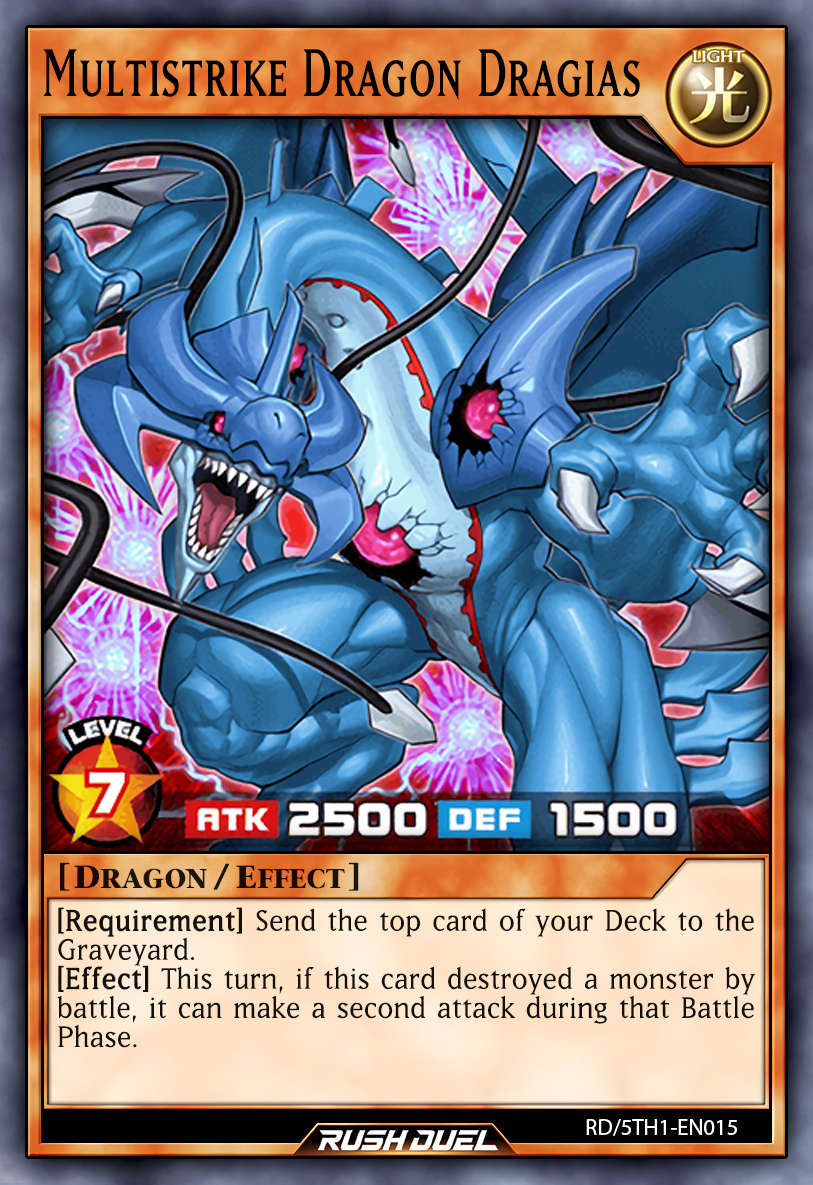 MULTISTRIKE DRAGON DRAGIAS
LIGHT
光
LEVEL
7
ATK 2500 DEF 1500
[DRAGON / EFFECT]
[Requirement] Send the top card of your Deck to the
Graveyard.
[Effect] This turn, if this card destroyed a monster by
battle, it can make a second attack during that Battle
Phase.
RD/5TH1-EN015
RUSH DUEL